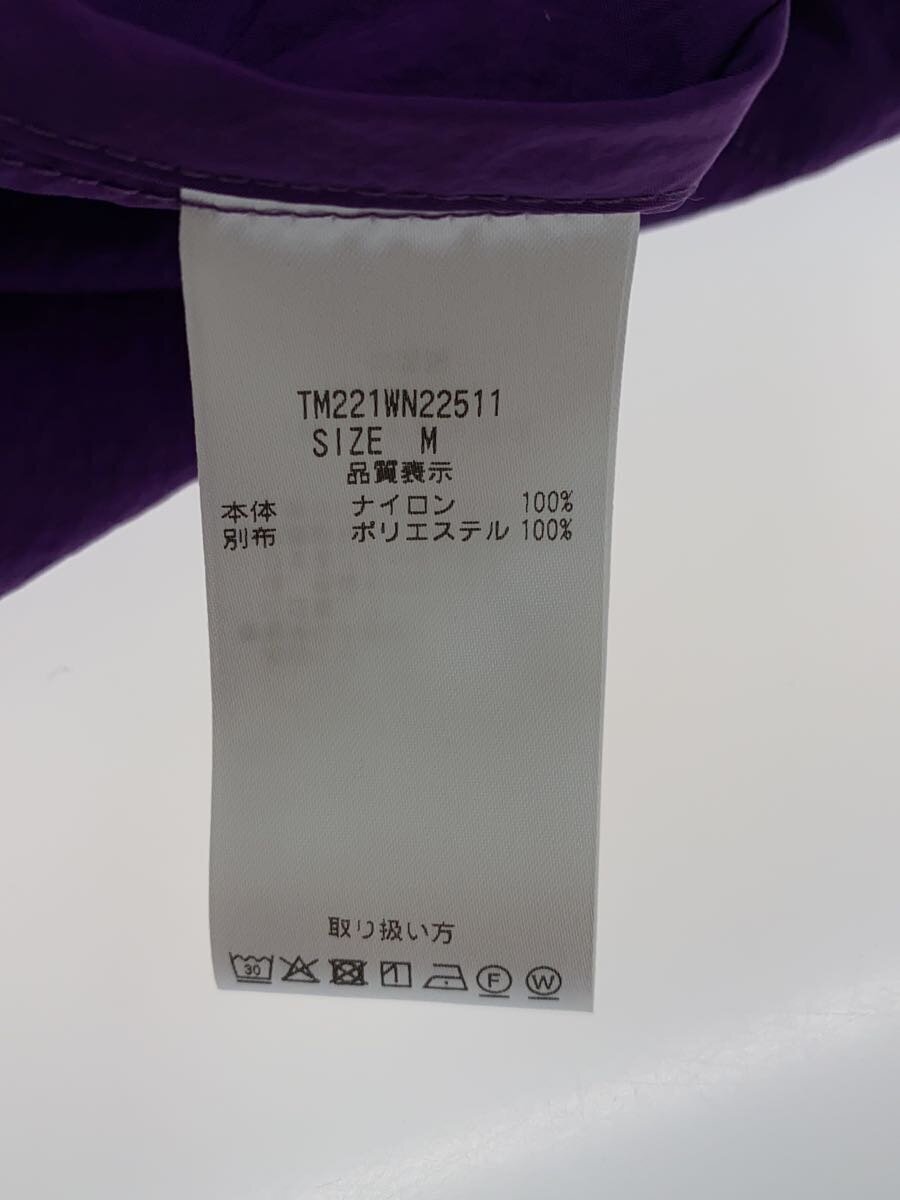 TM221WN22511
SIZE M
品質表示
本体 ナイロン 100%
別布 ポリエステル 100%
取り扱い方
30 F W